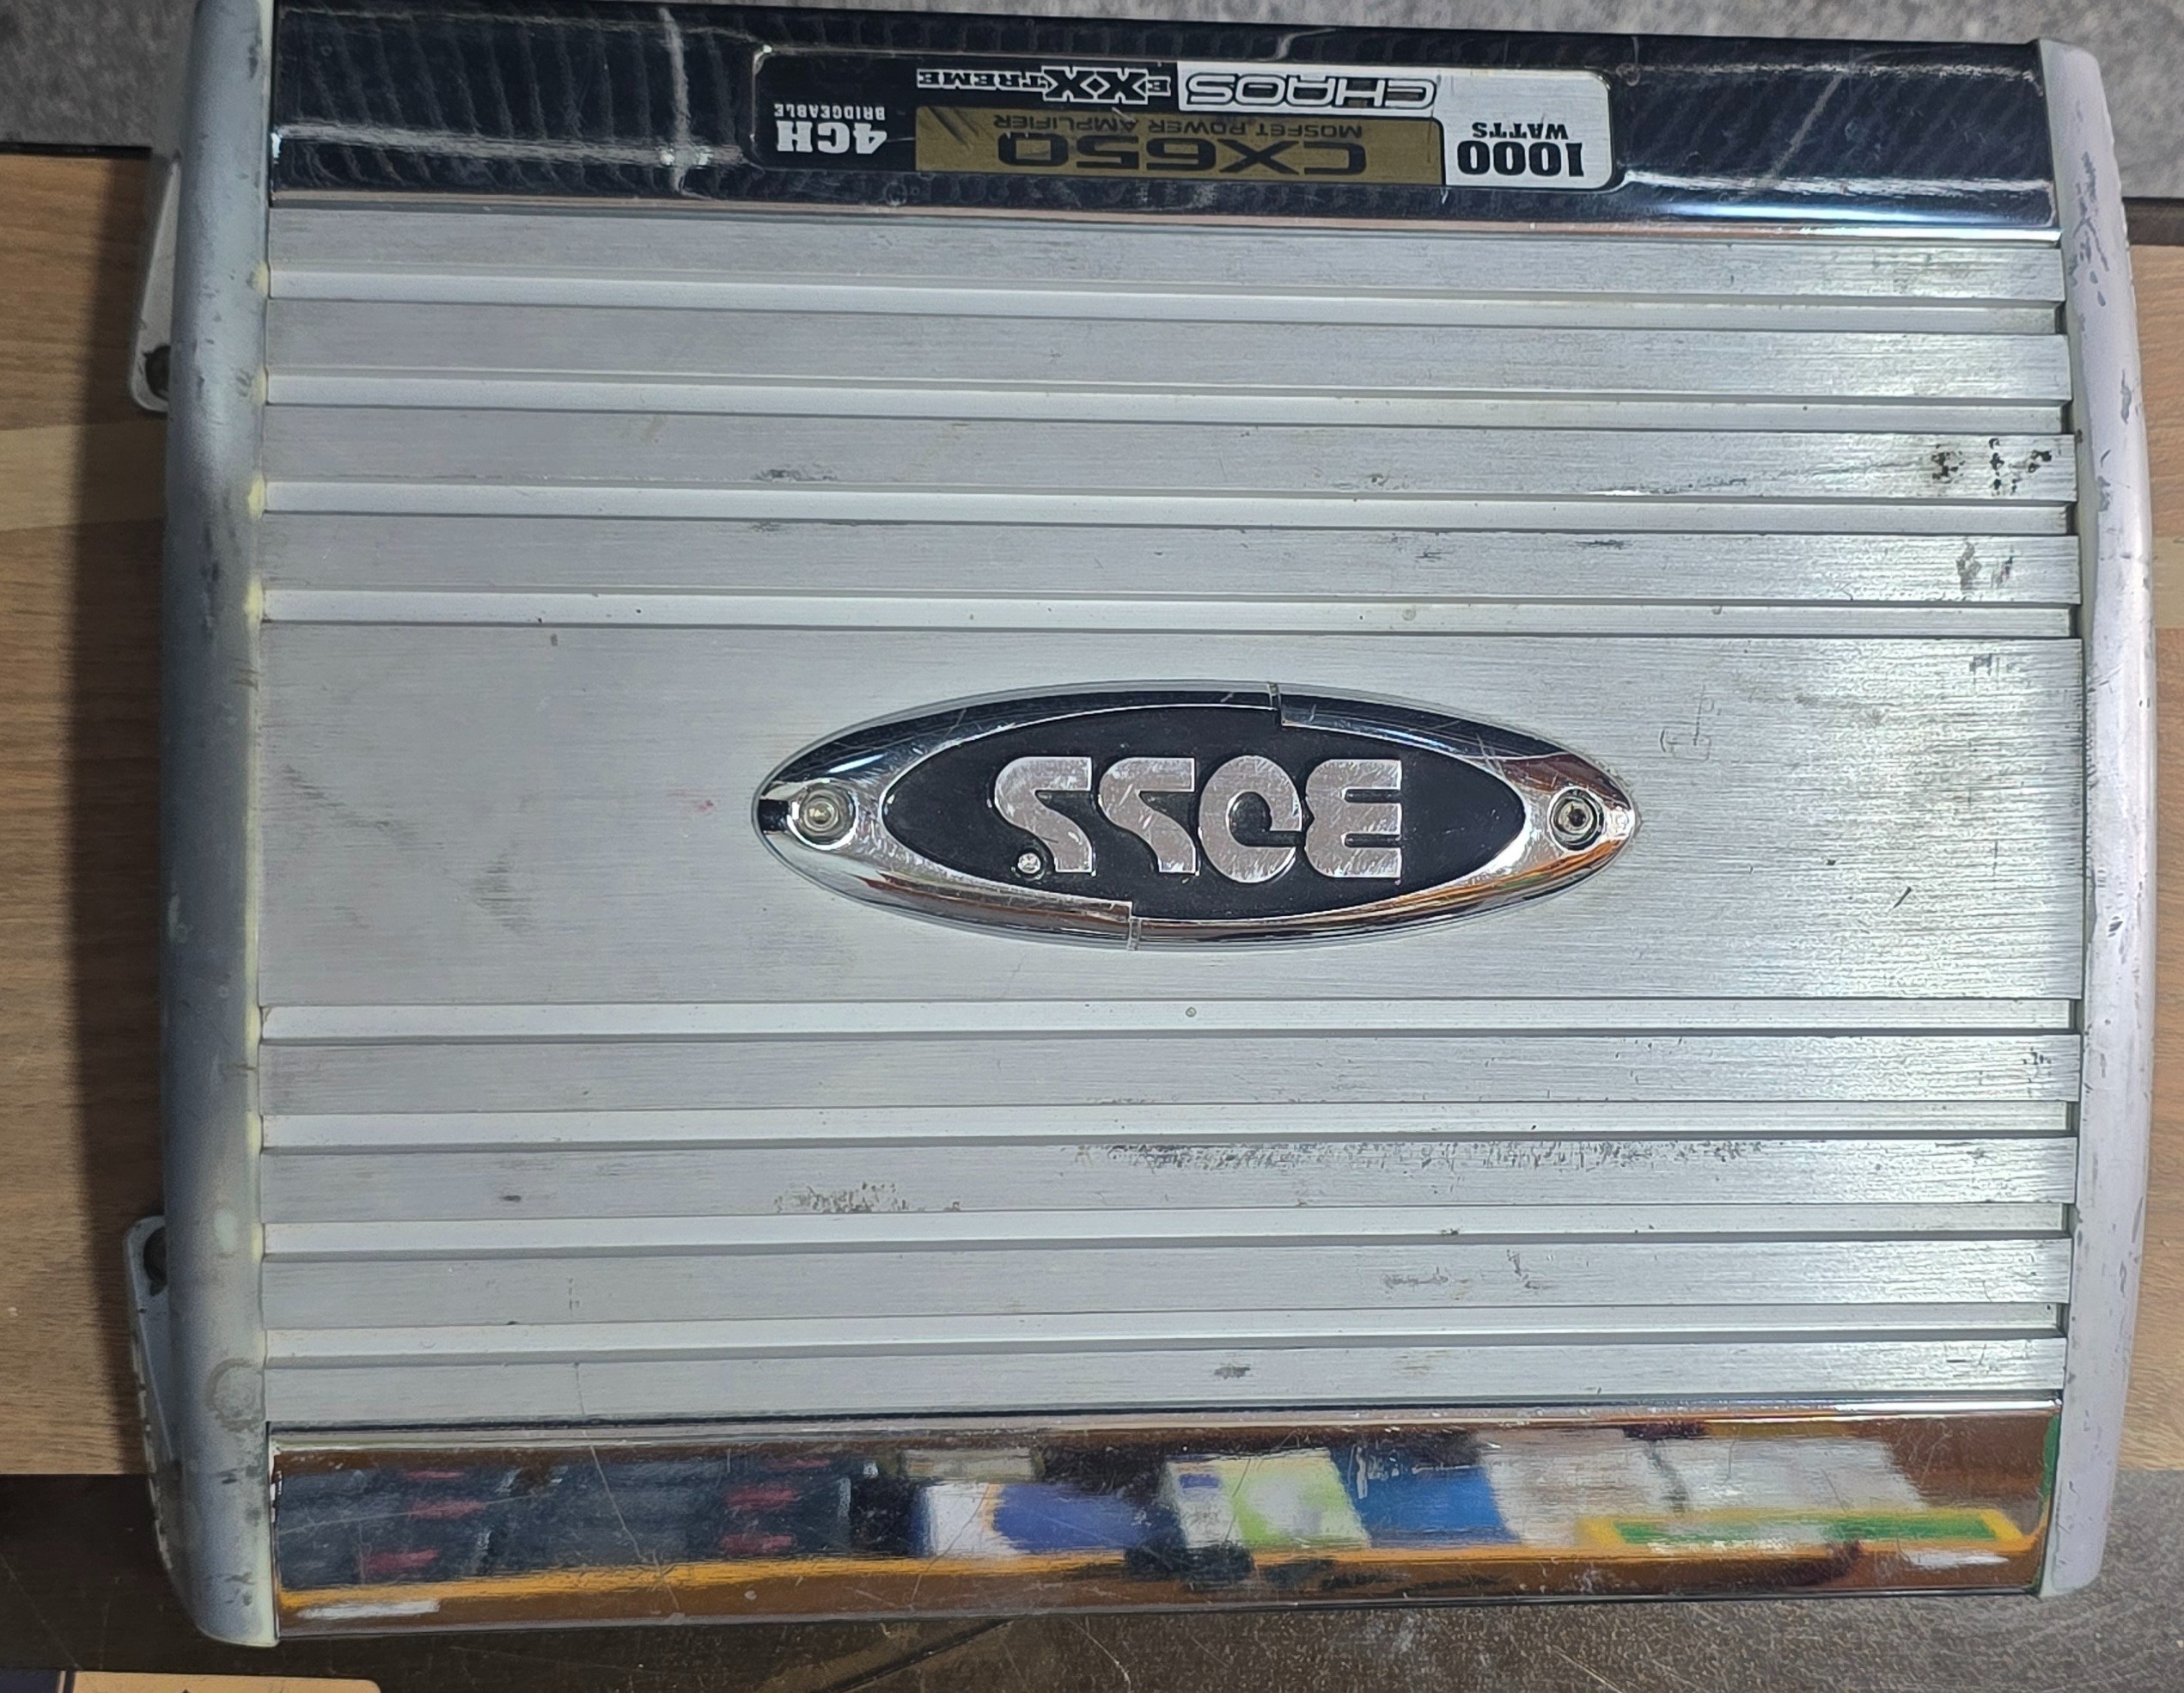 BOSS
1000
WATTS
CX650
MOSFET POWER AMPLIFIER
CHAOS EXXTREME
4CH
BRIDGEABLE